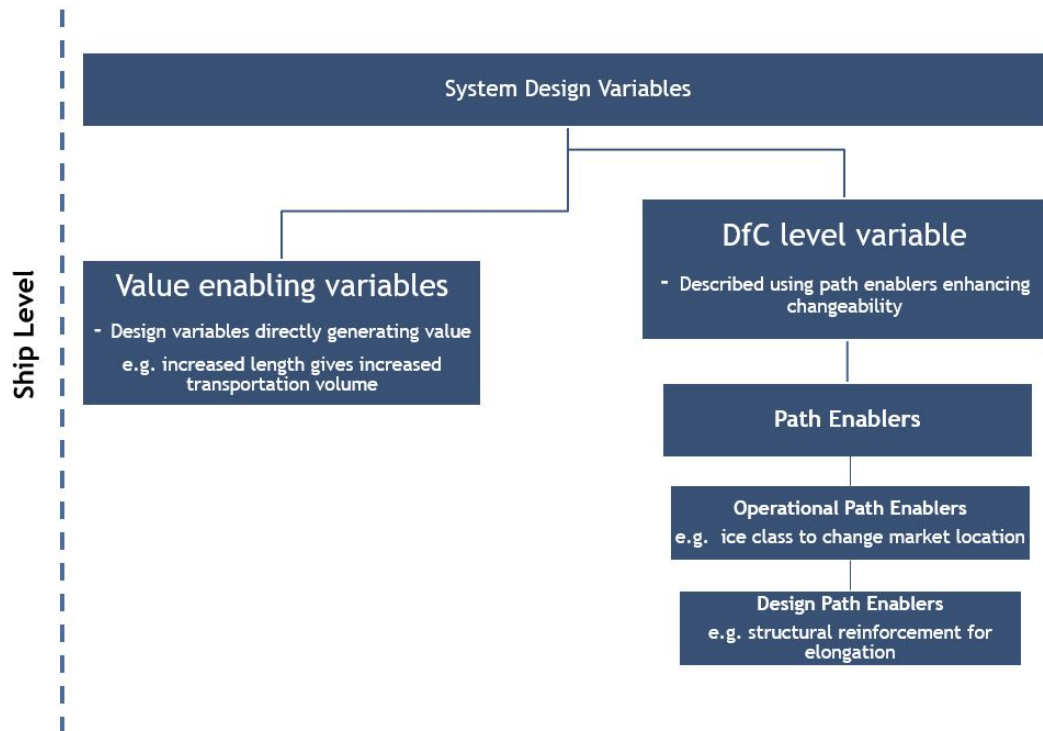 System Design Variables
Ship Level
Value enabling variables
- Design variables directly generating value
e.g. increased length gives increased
transportation volume
DfC level variable
- Described using path enablers enhancing
changeability
Path Enablers
Operational Path Enablers
e.g. ice class to change market location
Design Path Enablers
e.g. structural reinforcement for
elongation